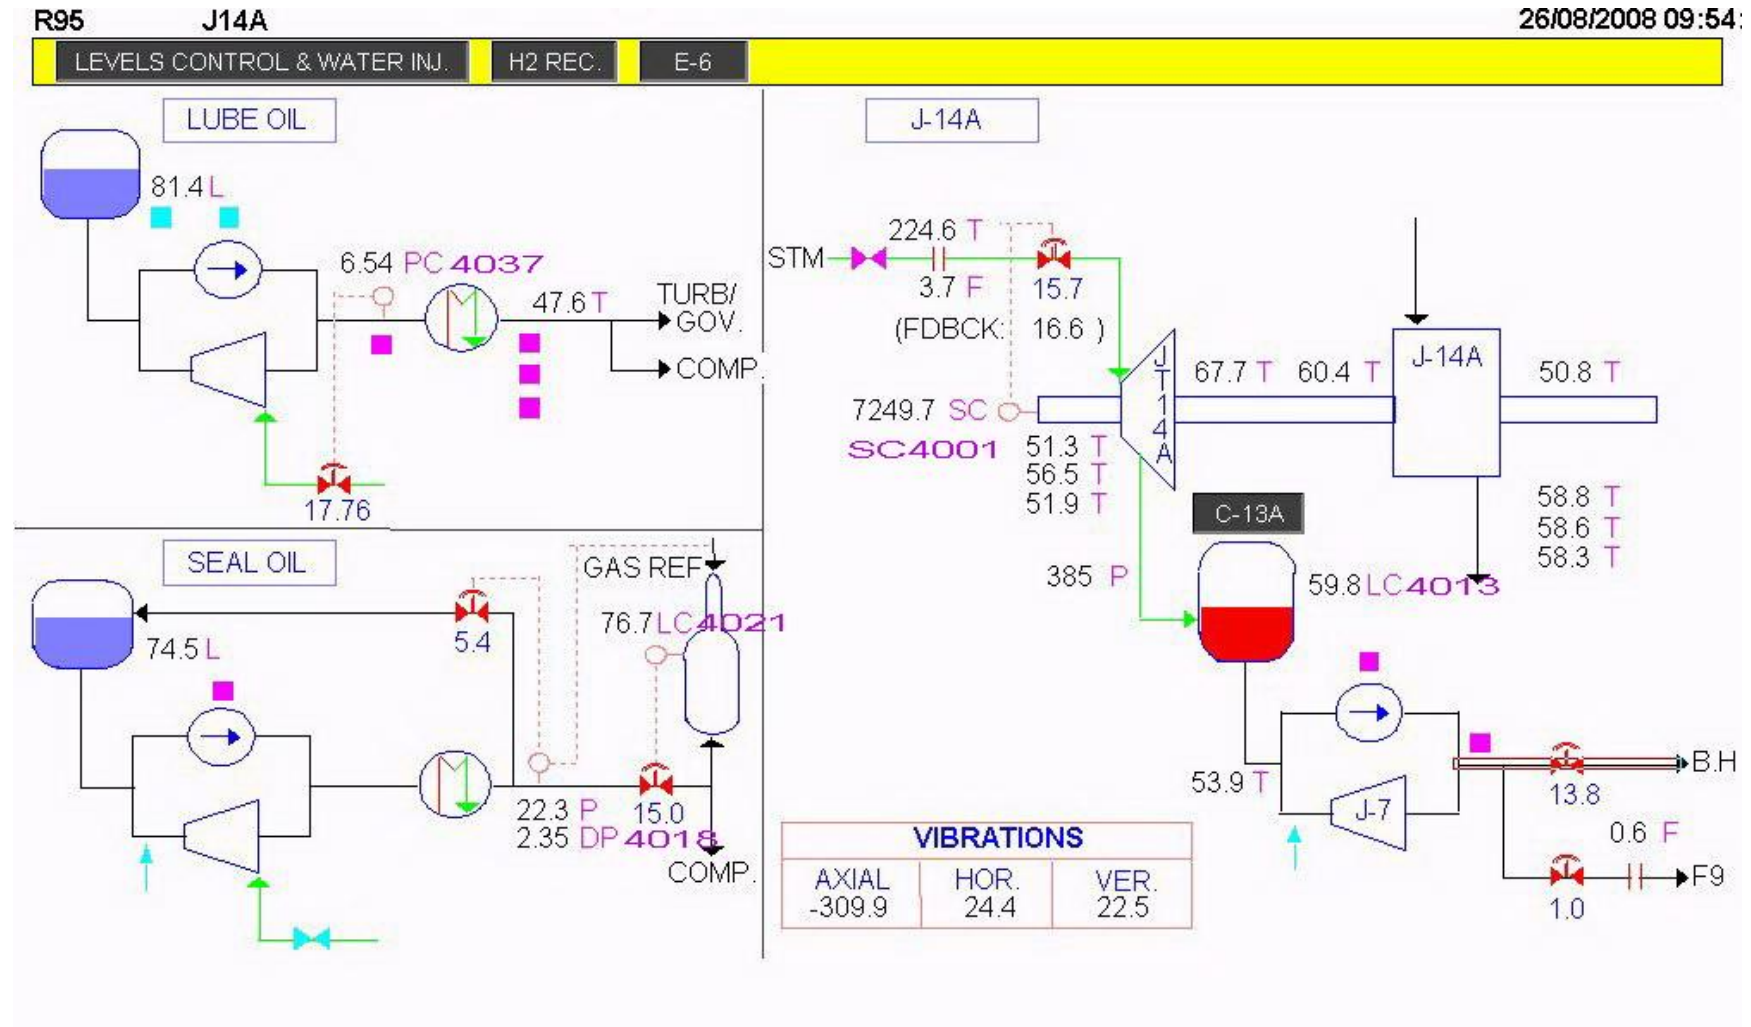 R95 J14A 26/08/2008 09:54:
LEVELS CONTROL & WATER INJ. H2 REC. E-6
LUBE OIL
81.4 L
6.54 PC 4037
47.6 T
TURB/
GOV.
COMP.
17.76
SEAL OIL
GAS REF
74.5 L
5.4
76.7 LC 4021
22.3 P
2.35 DP 4018
15.0
COMP.
J-14A
STM
224.6 T
3.7 F
15.7
(FDBCK: 16.6 )
7249.7 SC
SC4001
51.3 T
56.5 T
51.9 T
JT14A
67.7 T 60.4 T
J-14A
50.8 T
58.8 T
58.6 T
58.3 T
C-13A
385 P
59.8 LC 4013
53.9 T
J-7
B.H
13.8
0.6 F
F9
1.0
VIBRATIONS
AXIAL HOR. VER.
-309.9 24.4 22.5